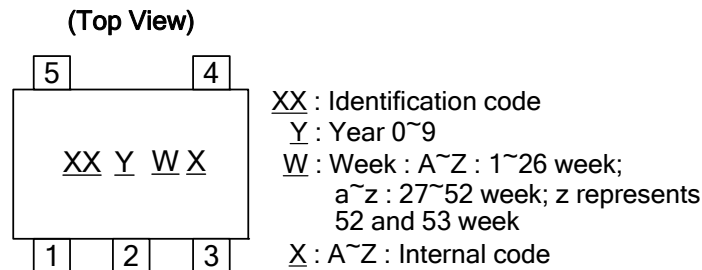 (Top View)
5 4
XX : Identification code
Y : Year 0~9
XX Y W X
W : Week : A~Z : 1~26 week;
a~z : 27~52 week; z represents
52 and 53 week
1 2 3
X : A~Z : Internal code